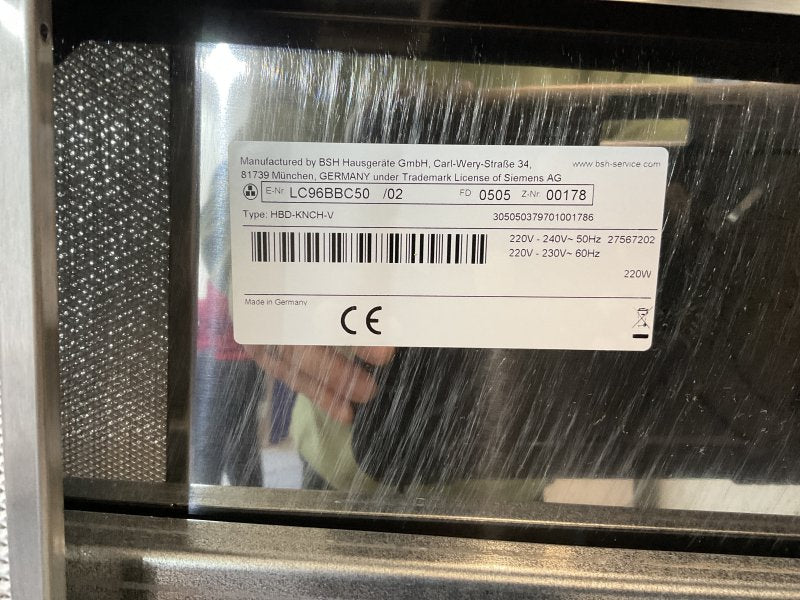 Manufactured by BSH Hausgeräte GmbH, Carl-Wery-Straße 34, www.bsh-service.com
81739 München, GERMANY under Trademark License of Siemens AG
E-Nr LC96BBC50 /02 FD 0505 Z-Nr. 00178
Type: HBD-KNCH-V 305050379701001786
220V - 240V~ 50Hz 27567202
220V - 230V~ 60Hz
220W
Made in Germany
CE